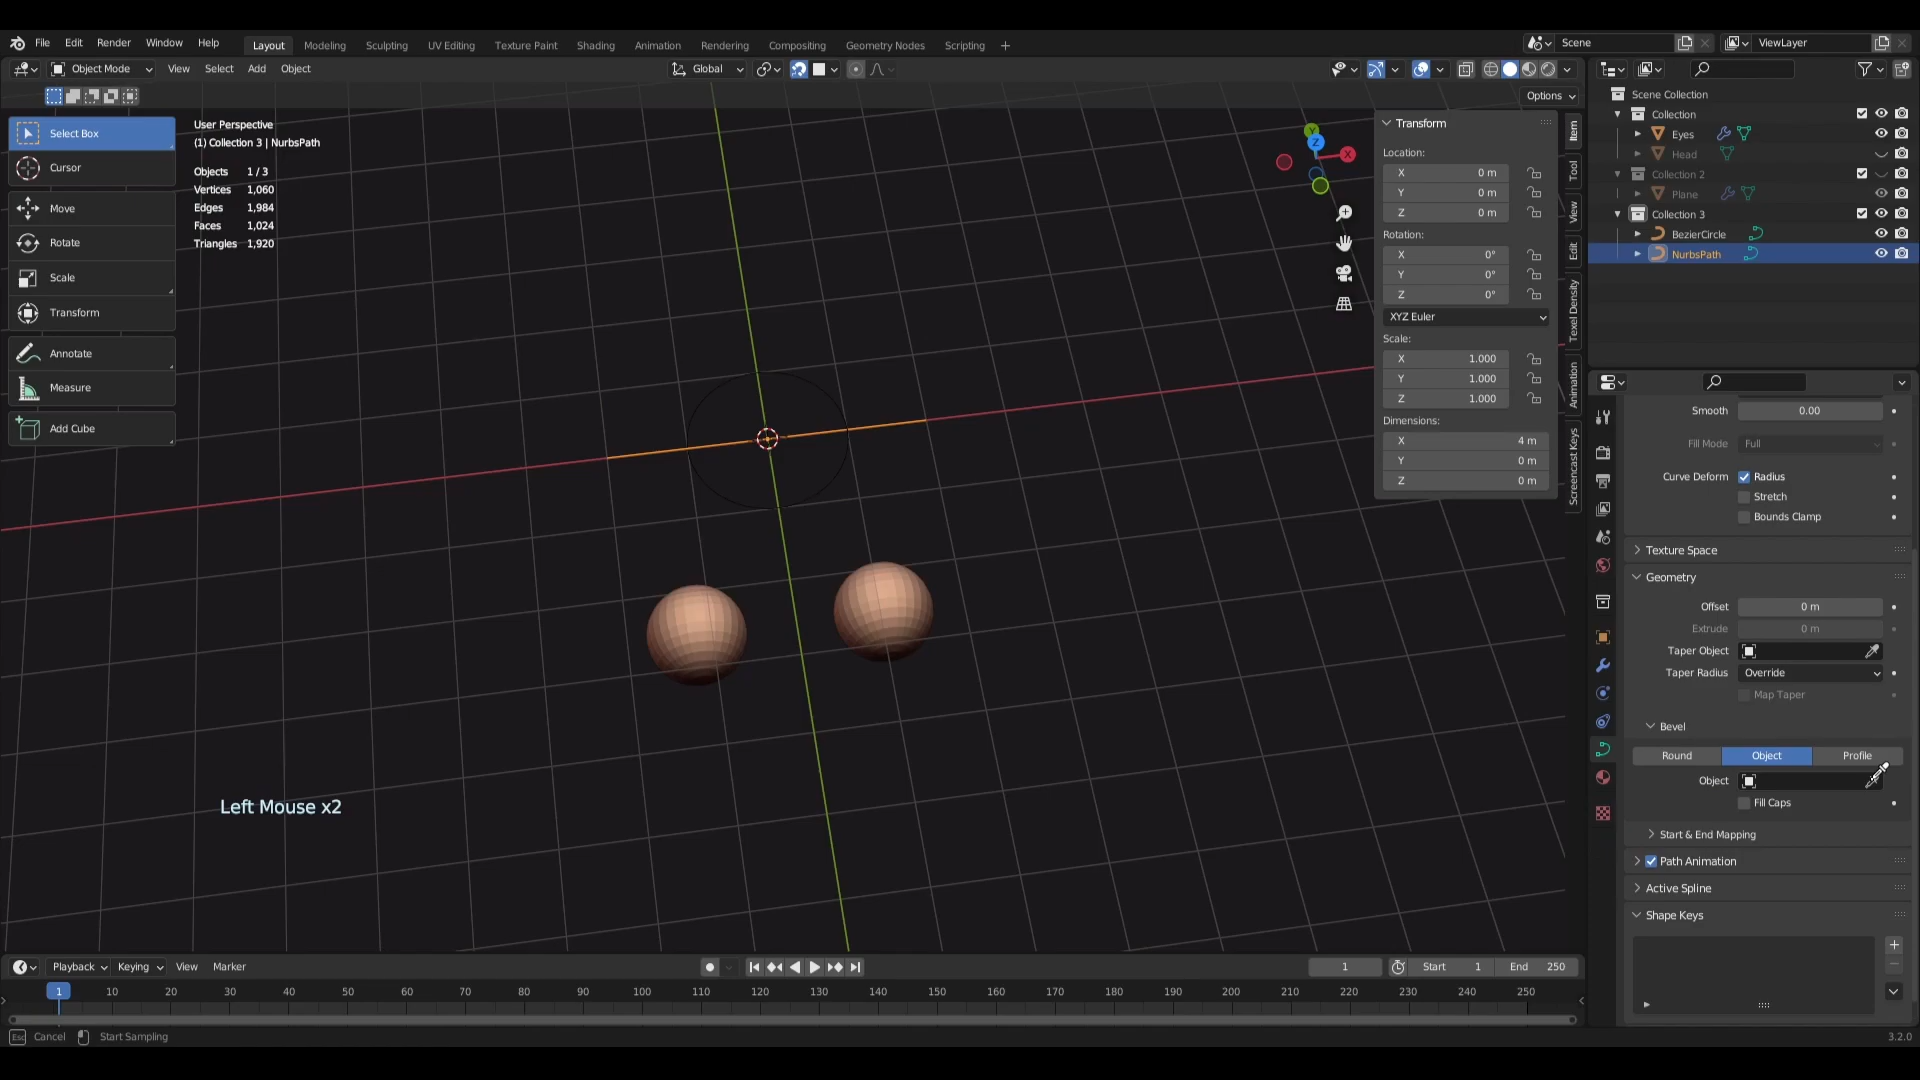 File Edit Render Window Help Layout Modeling Sculpting UV Editing Texture Paint Shading Animation Rendering Compositing Geometry Nodes Scripting + Scene ViewLayer
Object Mode View Select Add Object Global
Options
Select Box
Cursor
Move
Rotate
Scale
Transform
Annotate
Measure
Add Cube
User Perspective
(1) Collection 3 | NurbsPath
Objects 1 / 3
Vertices 1,060
Edges 1,984
Faces 1,024
Triangles 1,920
Y
Z
X
Transform
Location:
X 0 m
Y 0 m
Z 0 m
Rotation:
X 0°
Y 0°
Z 0°
XYZ Euler
Scale:
X 1.000
Y 1.000
Z 1.000
Dimensions:
X 4 m
Y 0 m
Z 0 m
Item
Tool
View
Edit
Texel Density
Animation
Screencast Keys
Scene Collection
Collection
Eyes
Head
Collection 2
Plane
Collection 3
BezierCircle
NurbsPath
Smooth 0.00
Fill Mode Full
Curve Deform Radius
Stretch
Bounds Clamp
Texture Space
Geometry
Offset 0 m
Extrude 0 m
Taper Object
Taper Radius Override
Map Taper
Bevel
Round Object Profile
Object
Fill Caps
Start & End Mapping
Path Animation
Active Spline
Shape Keys
Left Mouse x2
Playback Keying View Marker 1 Start 1 End 250
1 10 20 30 40 50 60 70 80 90 100 110 120 130 140 150 160 170 180 190 200 210 220 230 240 250
Esc Cancel Start Sampling 3.2.0